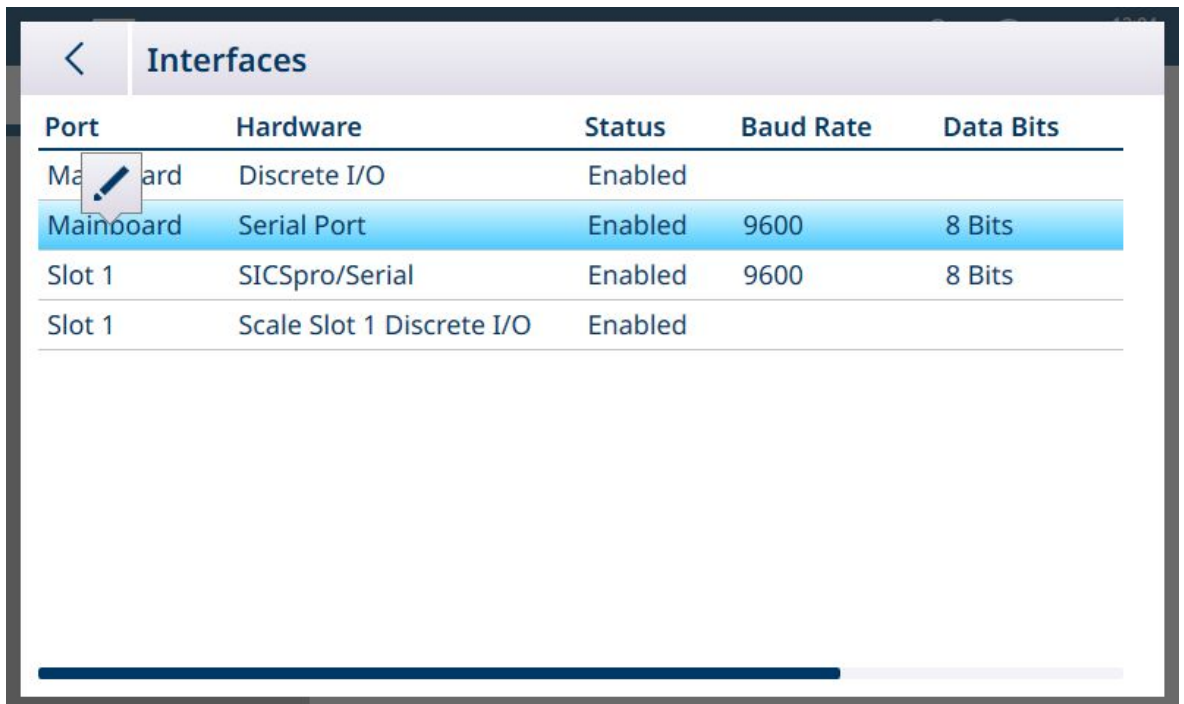 Interfaces
Port Hardware Status Baud Rate Data Bits
ard Discrete I/O Enabled
Mainboard Serial Port Enabled 9600 8 Bits
Slot 1 SICSpro/Serial Enabled 9600 8 Bits
Slot 1 Scale Slot 1 Discrete I/O Enabled